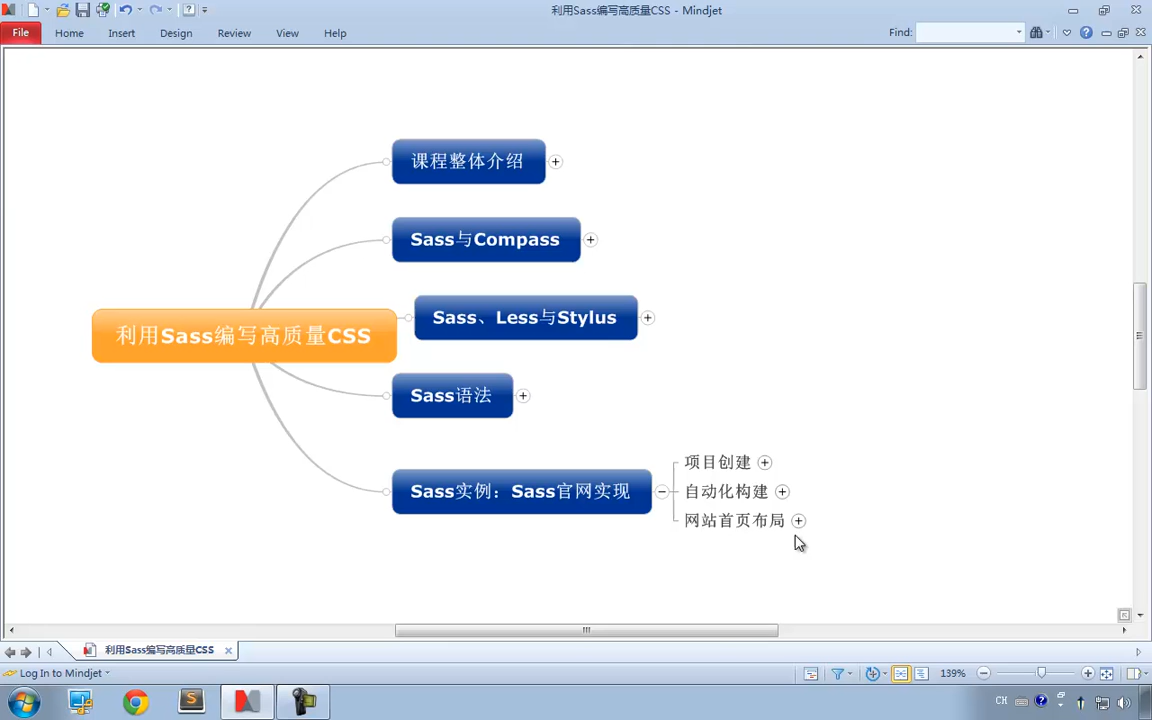 利用Sass编写高质量CSS - Mindjet
File Home Insert Design Review View Help Find:
课程整体介绍
Sass与Compass
Sass、Less与Stylus
利用Sass编写高质量CSS
Sass语法
项目创建
Sass实例：Sass官网实现
自动化构建
网站首页布局
利用Sass编写高质量CSS
Log In to Mindjet
139%
CH